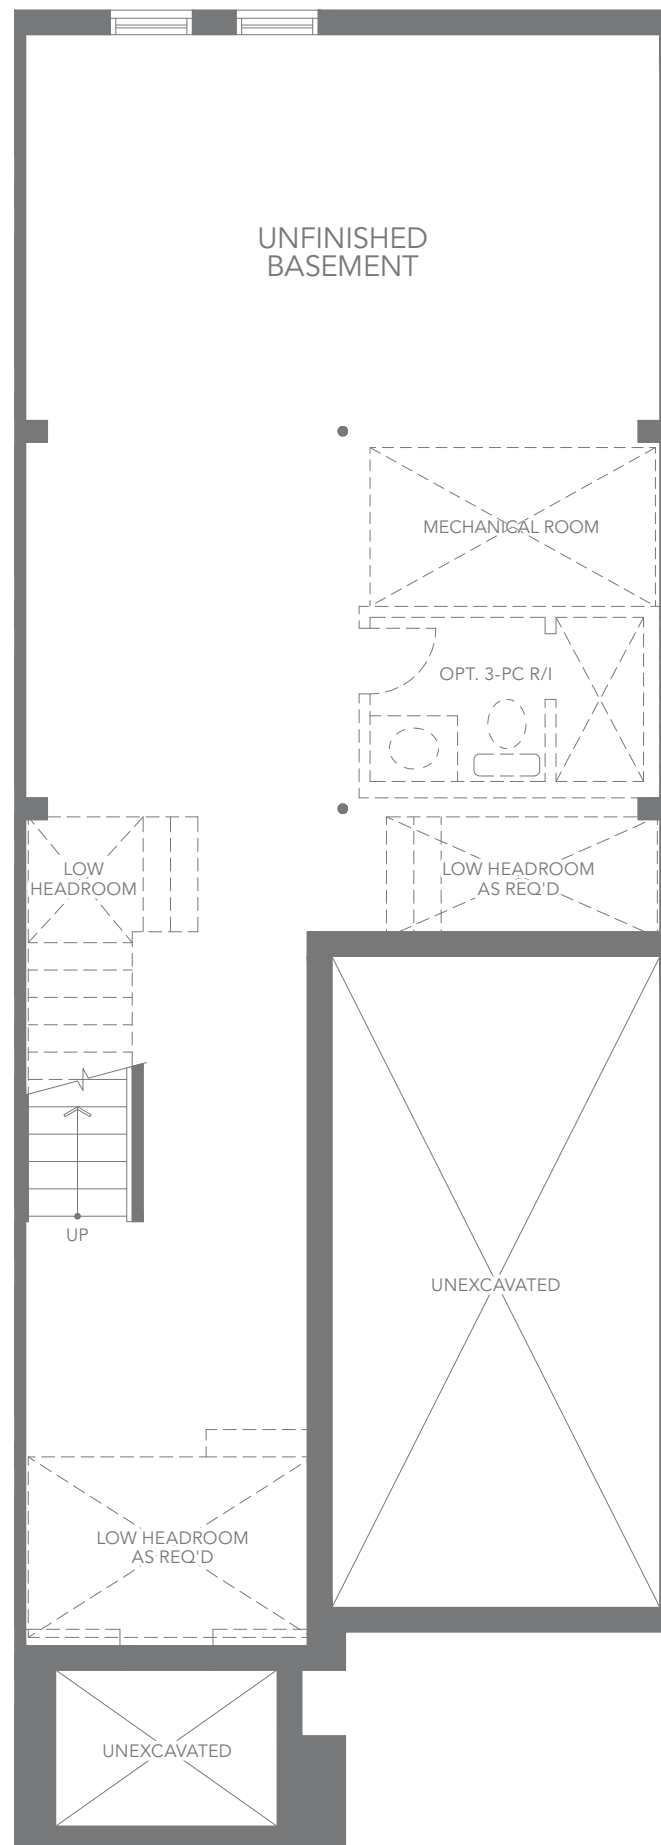 UNFINISHED
BASEMENT
MECHANICAL ROOM
OPT. 3-PC R/I
LOW
HEADROOM
LOW HEADROOM
AS REQ'D
UP
UNEXCAVATED
LOW HEADROOM
AS REQ'D
UNEXCAVATED